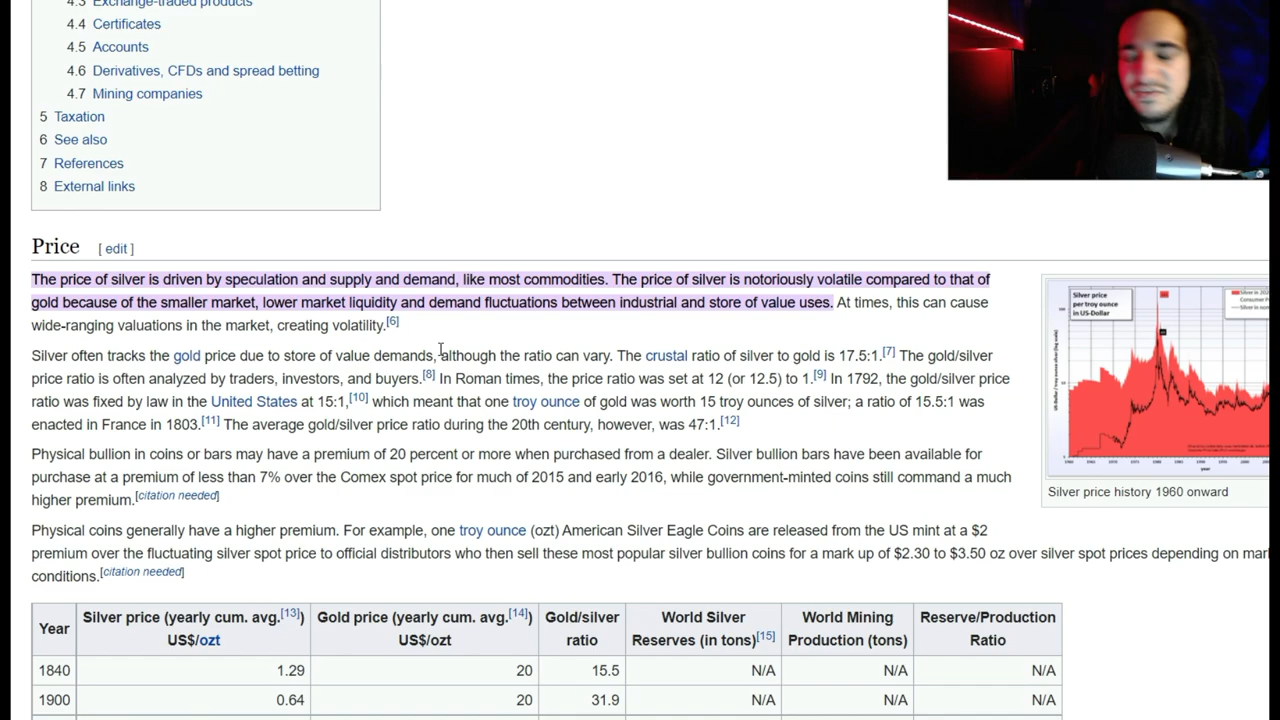 4.3 Exchange-traded products
4.4 Certificates
4.5 Accounts
4.6 Derivatives, CFDs and spread betting
4.7 Mining companies
5 Taxation
6 See also
7 References
8 External links
Price [ edit ]
The price of silver is driven by speculation and supply and demand, like most commodities. The price of silver is notoriously volatile compared to that of
gold because of the smaller market, lower market liquidity and demand fluctuations between industrial and store of value uses. At times, this can cause
wide-ranging valuations in the market, creating volatility.[6]
Silver often tracks the gold price due to store of value demands, although the ratio can vary. The crustal ratio of silver to gold is 17.5:1.[7] The gold/silver
price ratio is often analyzed by traders, investors, and buyers.[8] In Roman times, the price ratio was set at 12 (or 12.5) to 1.[9] In 1792, the gold/silver price
ratio was fixed by law in the United States at 15:1,[10] which meant that one troy ounce of gold was worth 15 troy ounces of silver; a ratio of 15.5:1 was
enacted in France in 1803.[11] The average gold/silver price ratio during the 20th century, however, was 47:1.[12]
Physical bullion in coins or bars may have a premium of 20 percent or more when purchased from a dealer. Silver bullion bars have been available for
purchase at a premium of less than 7% over the Comex spot price for much of 2015 and early 2016, while government-minted coins still command a much
higher premium.[citation needed]
Physical coins generally have a higher premium. For example, one troy ounce (ozt) American Silver Eagle Coins are released from the US mint at a $2
premium over the fluctuating silver spot price to official distributors who then sell these most popular silver bullion coins for a mark up of $2.30 to $3.50 oz over silver spot prices depending on
conditions.[citation needed]
Silver price
per troy ounce
in US-Dollar
year
Silver price history 1960 onward
Year
Silver price (yearly cum. avg.[13])
US$/ozt
Gold price (yearly cum. avg.[14])
US$/ozt
Gold/silver
ratio
World Silver
Reserves (in tons)[15]
World Mining
Production (tons)
Reserve/Production
Ratio
1840 1.29 20 15.5 N/A N/A N/A
1900 0.64 20 31.9 N/A N/A N/A